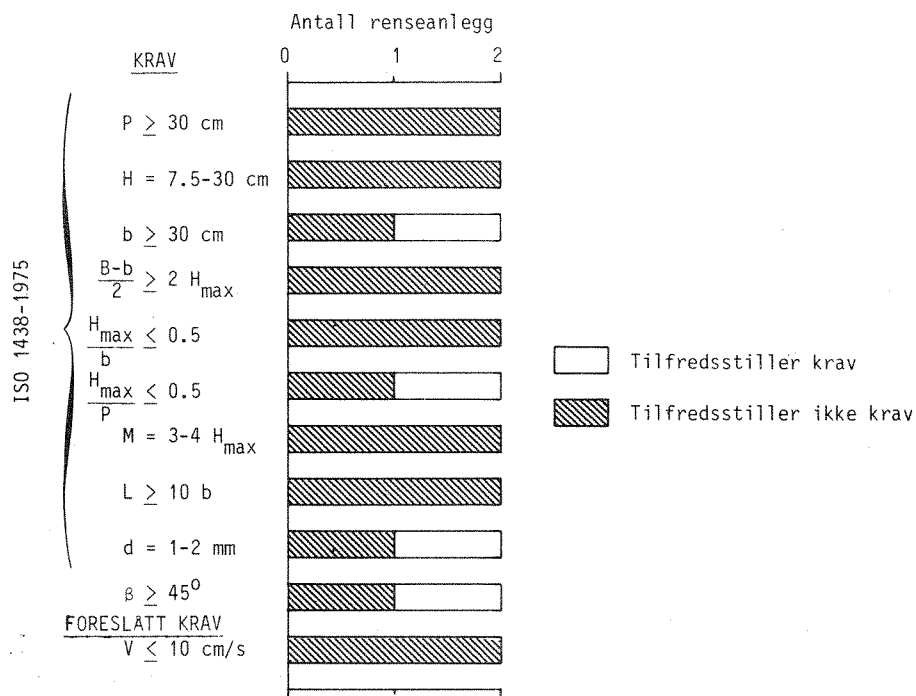 Antall renseanlegg
0 1 2
KRAV
ISO 1438-1975
P ≥ 30 cm
H = 7.5-30 cm
b ≥ 30 cm
B-b/2 ≥ 2 H_max
H_max/b ≤ 0.5
H_max/P ≤ 0.5
M = 3-4 H_max
L ≥ 10 b
d = 1-2 mm
β ≥ 45°
FORESLÅTT KRAV
V ≤ 10 cm/s
Tilfredsstiller krav
Tilfredsstiller ikke krav